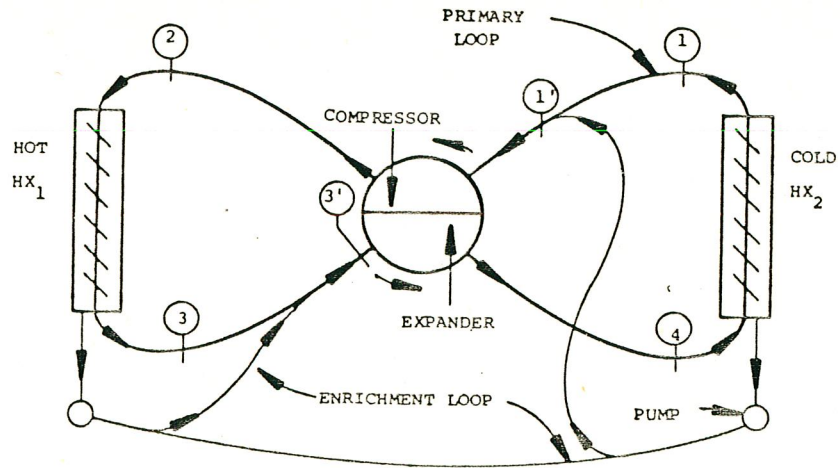 PRIMARY
LOOP
2
1
1'
COMPRESSOR
HOT
HX1
COLD
HX2
3'
3
EXPANDER
4
ENRICHMENT LOOP
PUMP